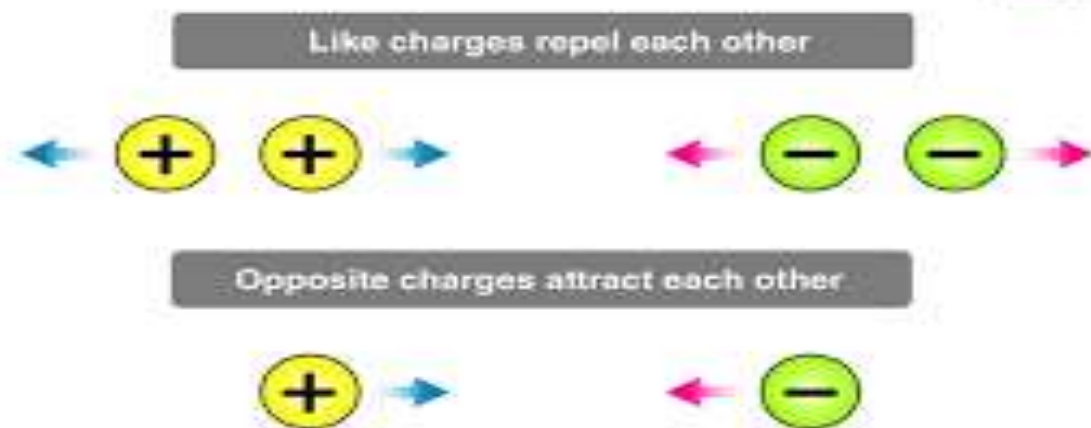 Like charges repel each other
+ + − −
Opposite charges attract each other
+ −